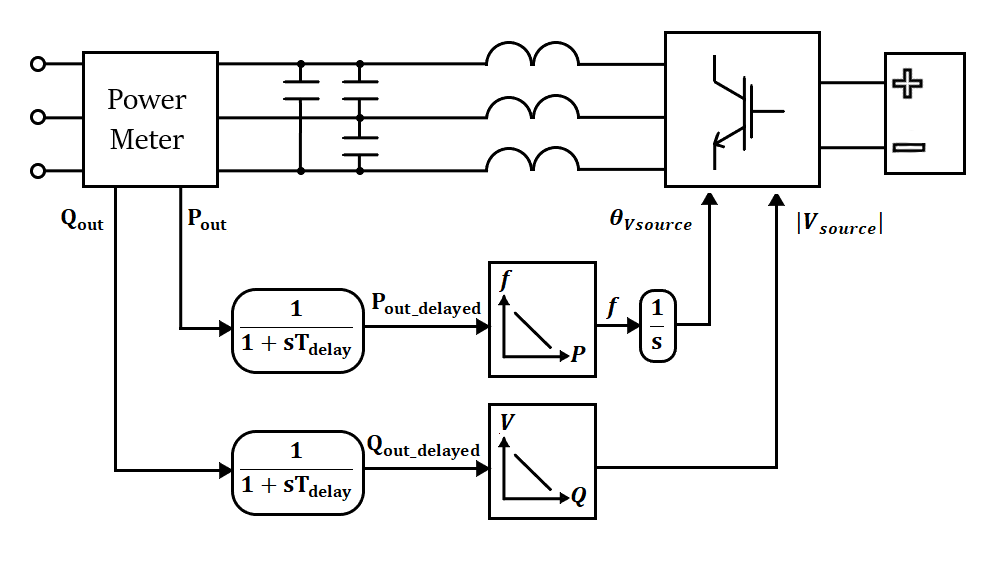 Power
Meter
Q_out
P_out
θ_Vsource
|V_source|
1
1 + sT_delay
P_out_delayed
f
P
f
1
s
1
1 + sT_delay
Q_out_delayed
V
Q